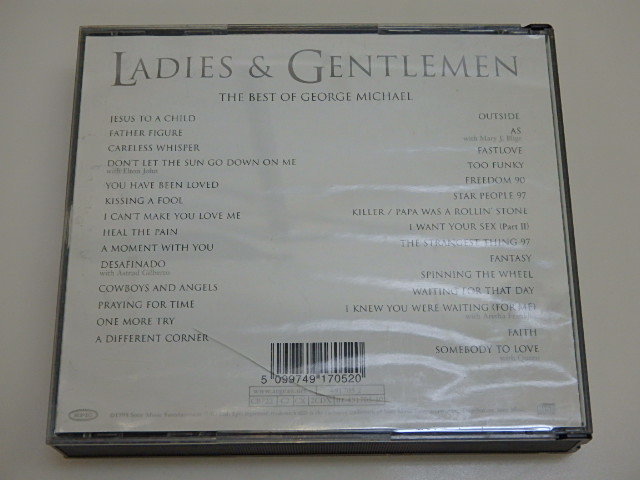 LADIES & GENTLEMEN
THE BEST OF GEORGE MICHAEL
JESUS TO A CHILD
FATHER FIGURE
CARELESS WHISPER
DON'T LET THE SUN GO DOWN ON ME
with Elton John
YOU HAVE BEEN LOVED
KISSING A FOOL
I CAN'T MAKE YOU LOVE ME
HEAL THE PAIN
A MOMENT WITH YOU
DESAFINADO
with Astrud Gilberto
COWBOYS AND ANGELS
PRAYING FOR TIME
ONE MORE TRY
A DIFFERENT CORNER
OUTSIDE
AS
with Mary J. Blige
FASTLOVE
TOO FUNKY
FREEDOM 90
STAR PEOPLE 97
KILLER / PAPA WAS A ROLLIN' STONE
I WANT YOUR SEX (Part II)
THE STRANGEST THING 97
FANTASY
SPINNING THE WHEEL
WAITING FOR THAT DAY
I KNEW YOU WERE WAITING (FOR ME)
with Aretha Franklin
FAITH
SOMEBODY TO LOVE
with Queen
5 099749 170520
EPIC
1998 Sony Music Entertainment